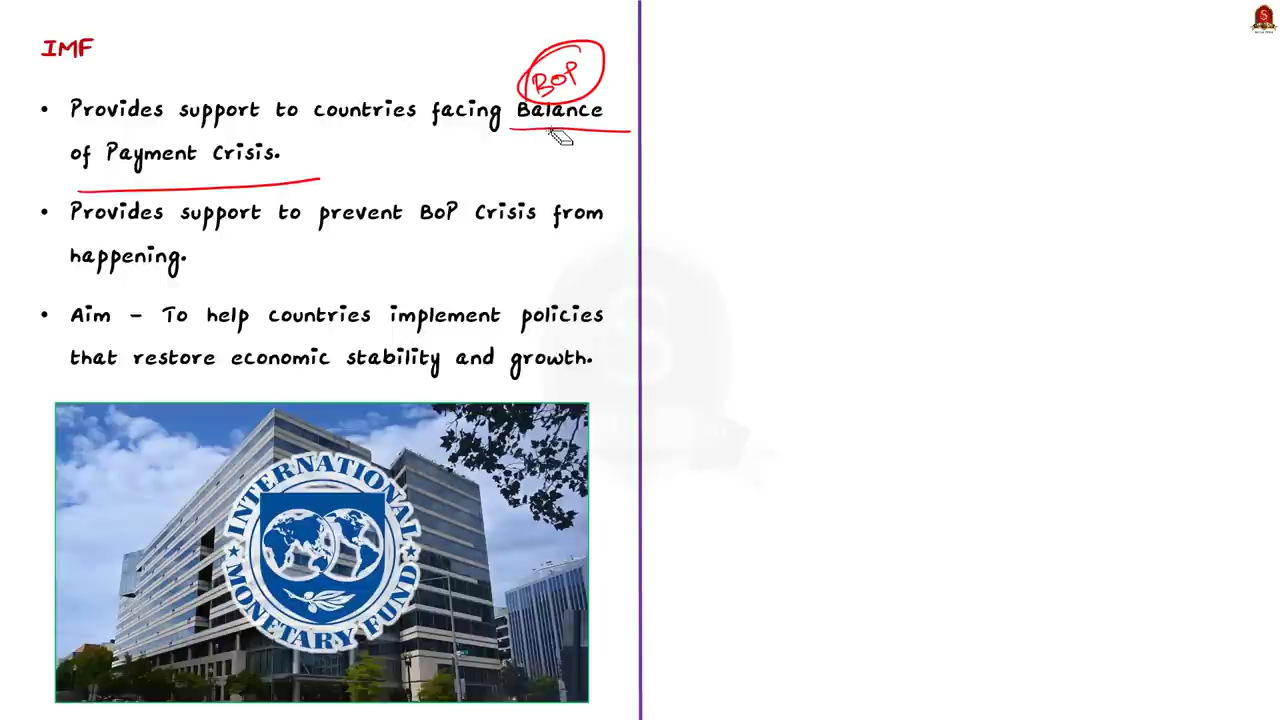 IMF
BOP
• Provides support to countries facing Balance
of Payment Crisis.
• Provides support to prevent BoP Crisis from
happening.
• Aim - To help countries implement policies
that restore economic stability and growth.
INTERNATIONAL
MONETARY FUND
S